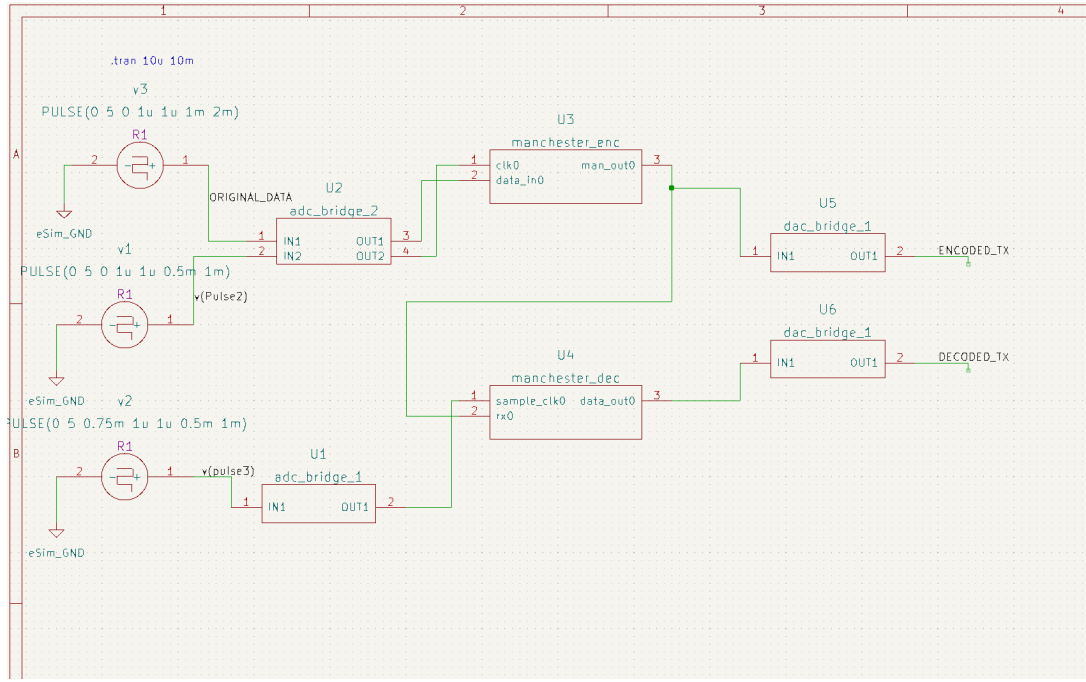 1 2 3 4
.tran 10u 10m
v3
PULSE(0 5 0 1u 1u 1m 2m)
R1
2 1
eSim_GND
ORIGINAL_DATA
U2
adc_bridge_2
1 IN1 OUT1 3
2 IN2 OUT2 4
U3
manchester_enc
1 clk0 man_out0 3
2 data_in0
U5
dac_bridge_1
1 IN1 OUT1 2
ENCODED_TX
A
v1
PULSE(0 5 0 1u 1u 0.5m 1m)
R1
2 1
v(Pulse2)
eSim_GND
U6
dac_bridge_1
1 IN1 OUT1 2
DECODED_TX
U4
manchester_dec
1 sample_clk0 data_out0 3
2 rx0
v2
PULSE(0 5 0.75m 1u 1u 0.5m 1m)
B
R1
2 1
v(pulse3)
eSim_GND
U1
adc_bridge_1
1 IN1 OUT1 2